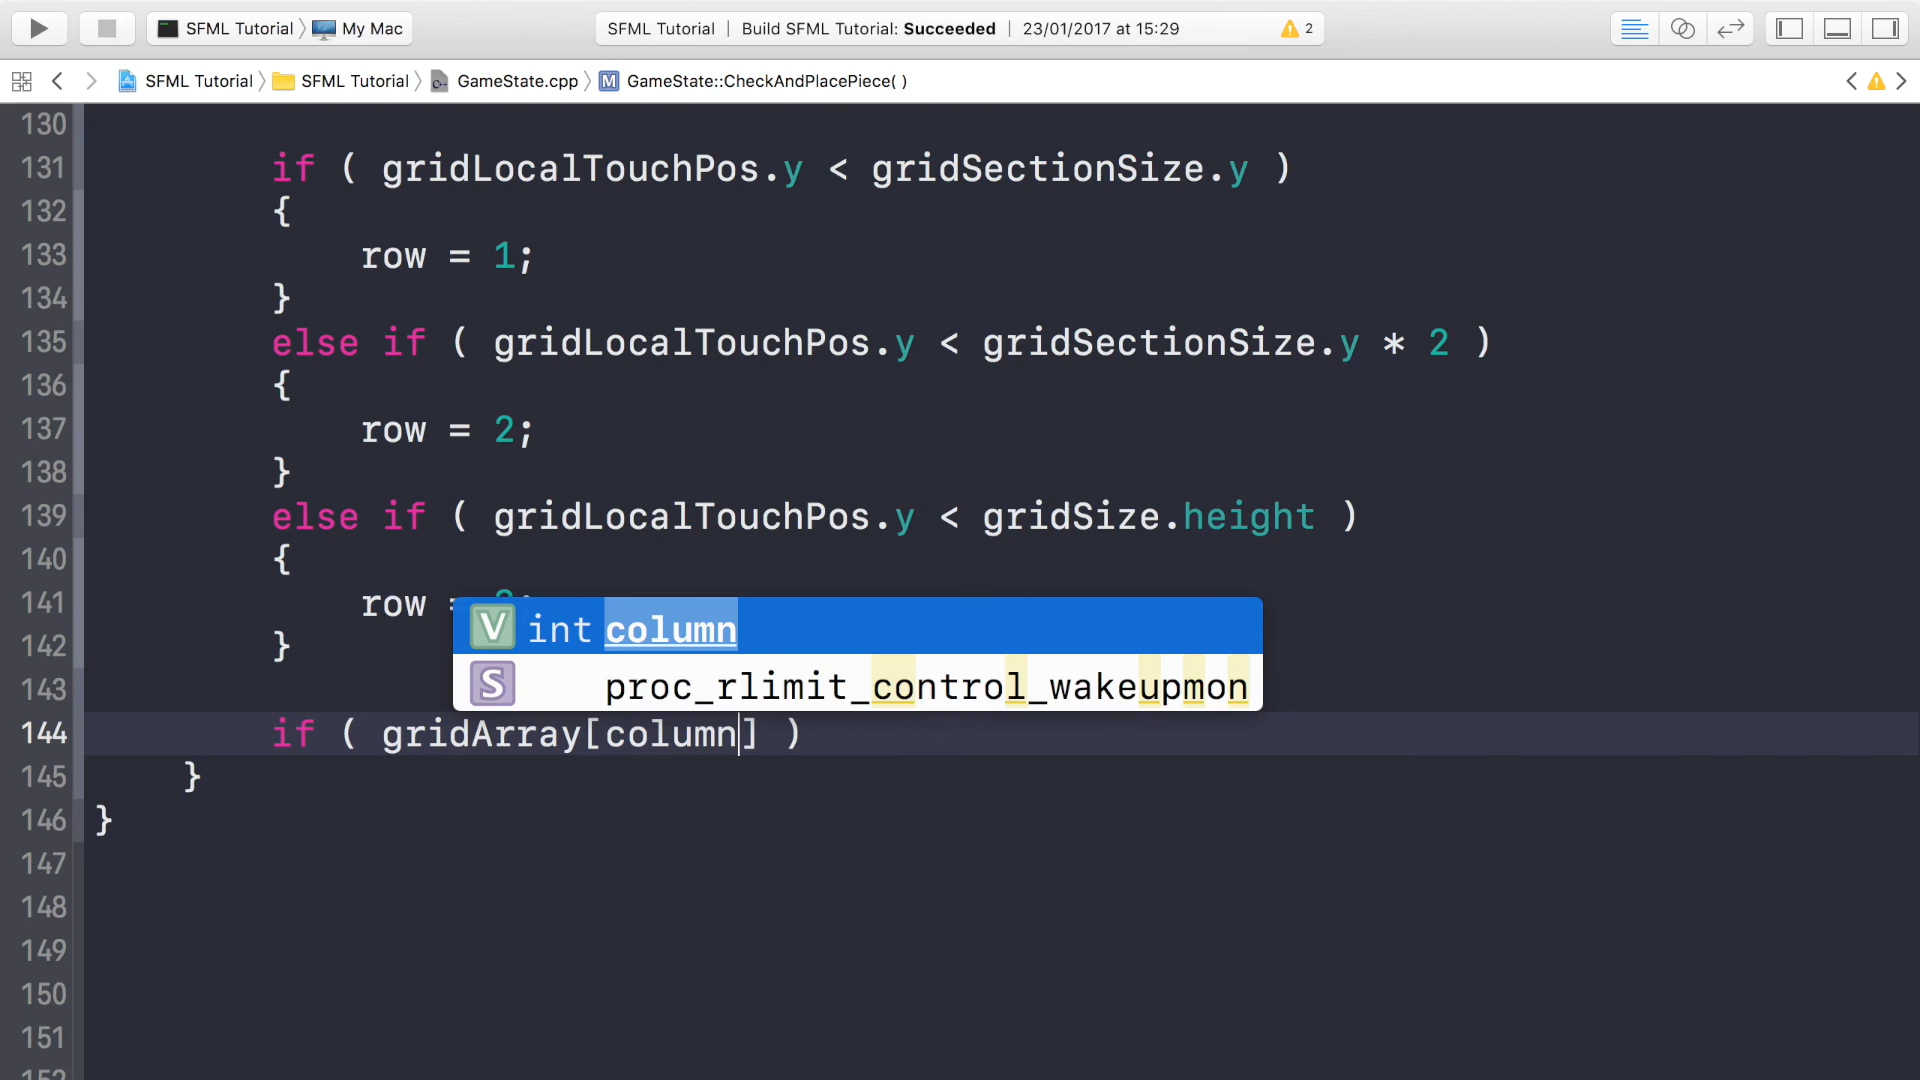 SFML Tutorial My Mac SFML Tutorial | Build SFML Tutorial: Succeeded | 23/01/2017 at 15:29 2
SFML Tutorial SFML Tutorial GameState.cpp M GameState::CheckAndPlacePiece( )
130
131 if ( gridLocalTouchPos.y < gridSectionSize.y )
132 {
133 row = 1;
134 }
135 else if ( gridLocalTouchPos.y < gridSectionSize.y * 2 )
136 {
137 row = 2;
138 }
139 else if ( gridLocalTouchPos.y < gridSize.height )
140 {
141 row
V int column
142 }
S proc_rlimit_control_wakeupmon
143
144 if ( gridArray[column] )
145 }
146 }
147
148
149
150
151